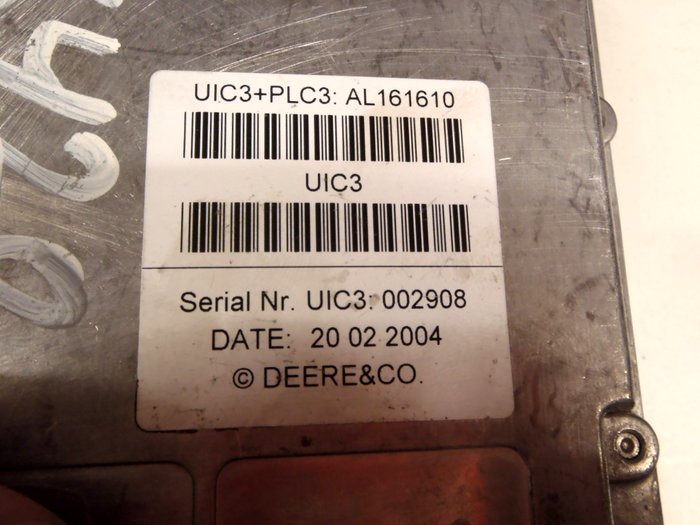 UIC3+PLC3: AL161610
UIC3
Serial Nr. UIC3: 002908
DATE: 20 02 2004
© DEERE&CO.